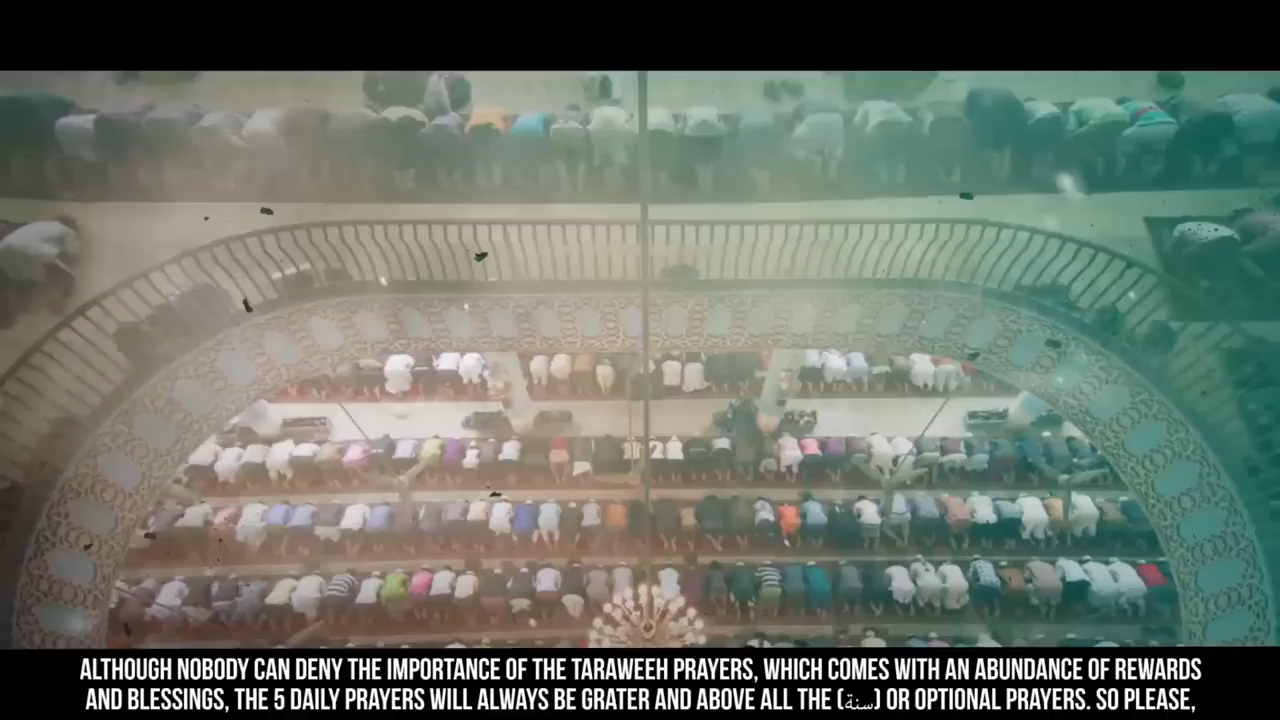 ALTHOUGH NOBODY CAN DENY THE IMPORTANCE OF THE TARAWEEH PRAYERS, WHICH COMES WITH AN ABUNDANCE OF REWARDS
AND BLESSINGS, THE 5 DAILY PRAYERS WILL ALWAYS BE GRATER AND ABOVE ALL THE (سنة) OR OPTIONAL PRAYERS. SO PLEASE,